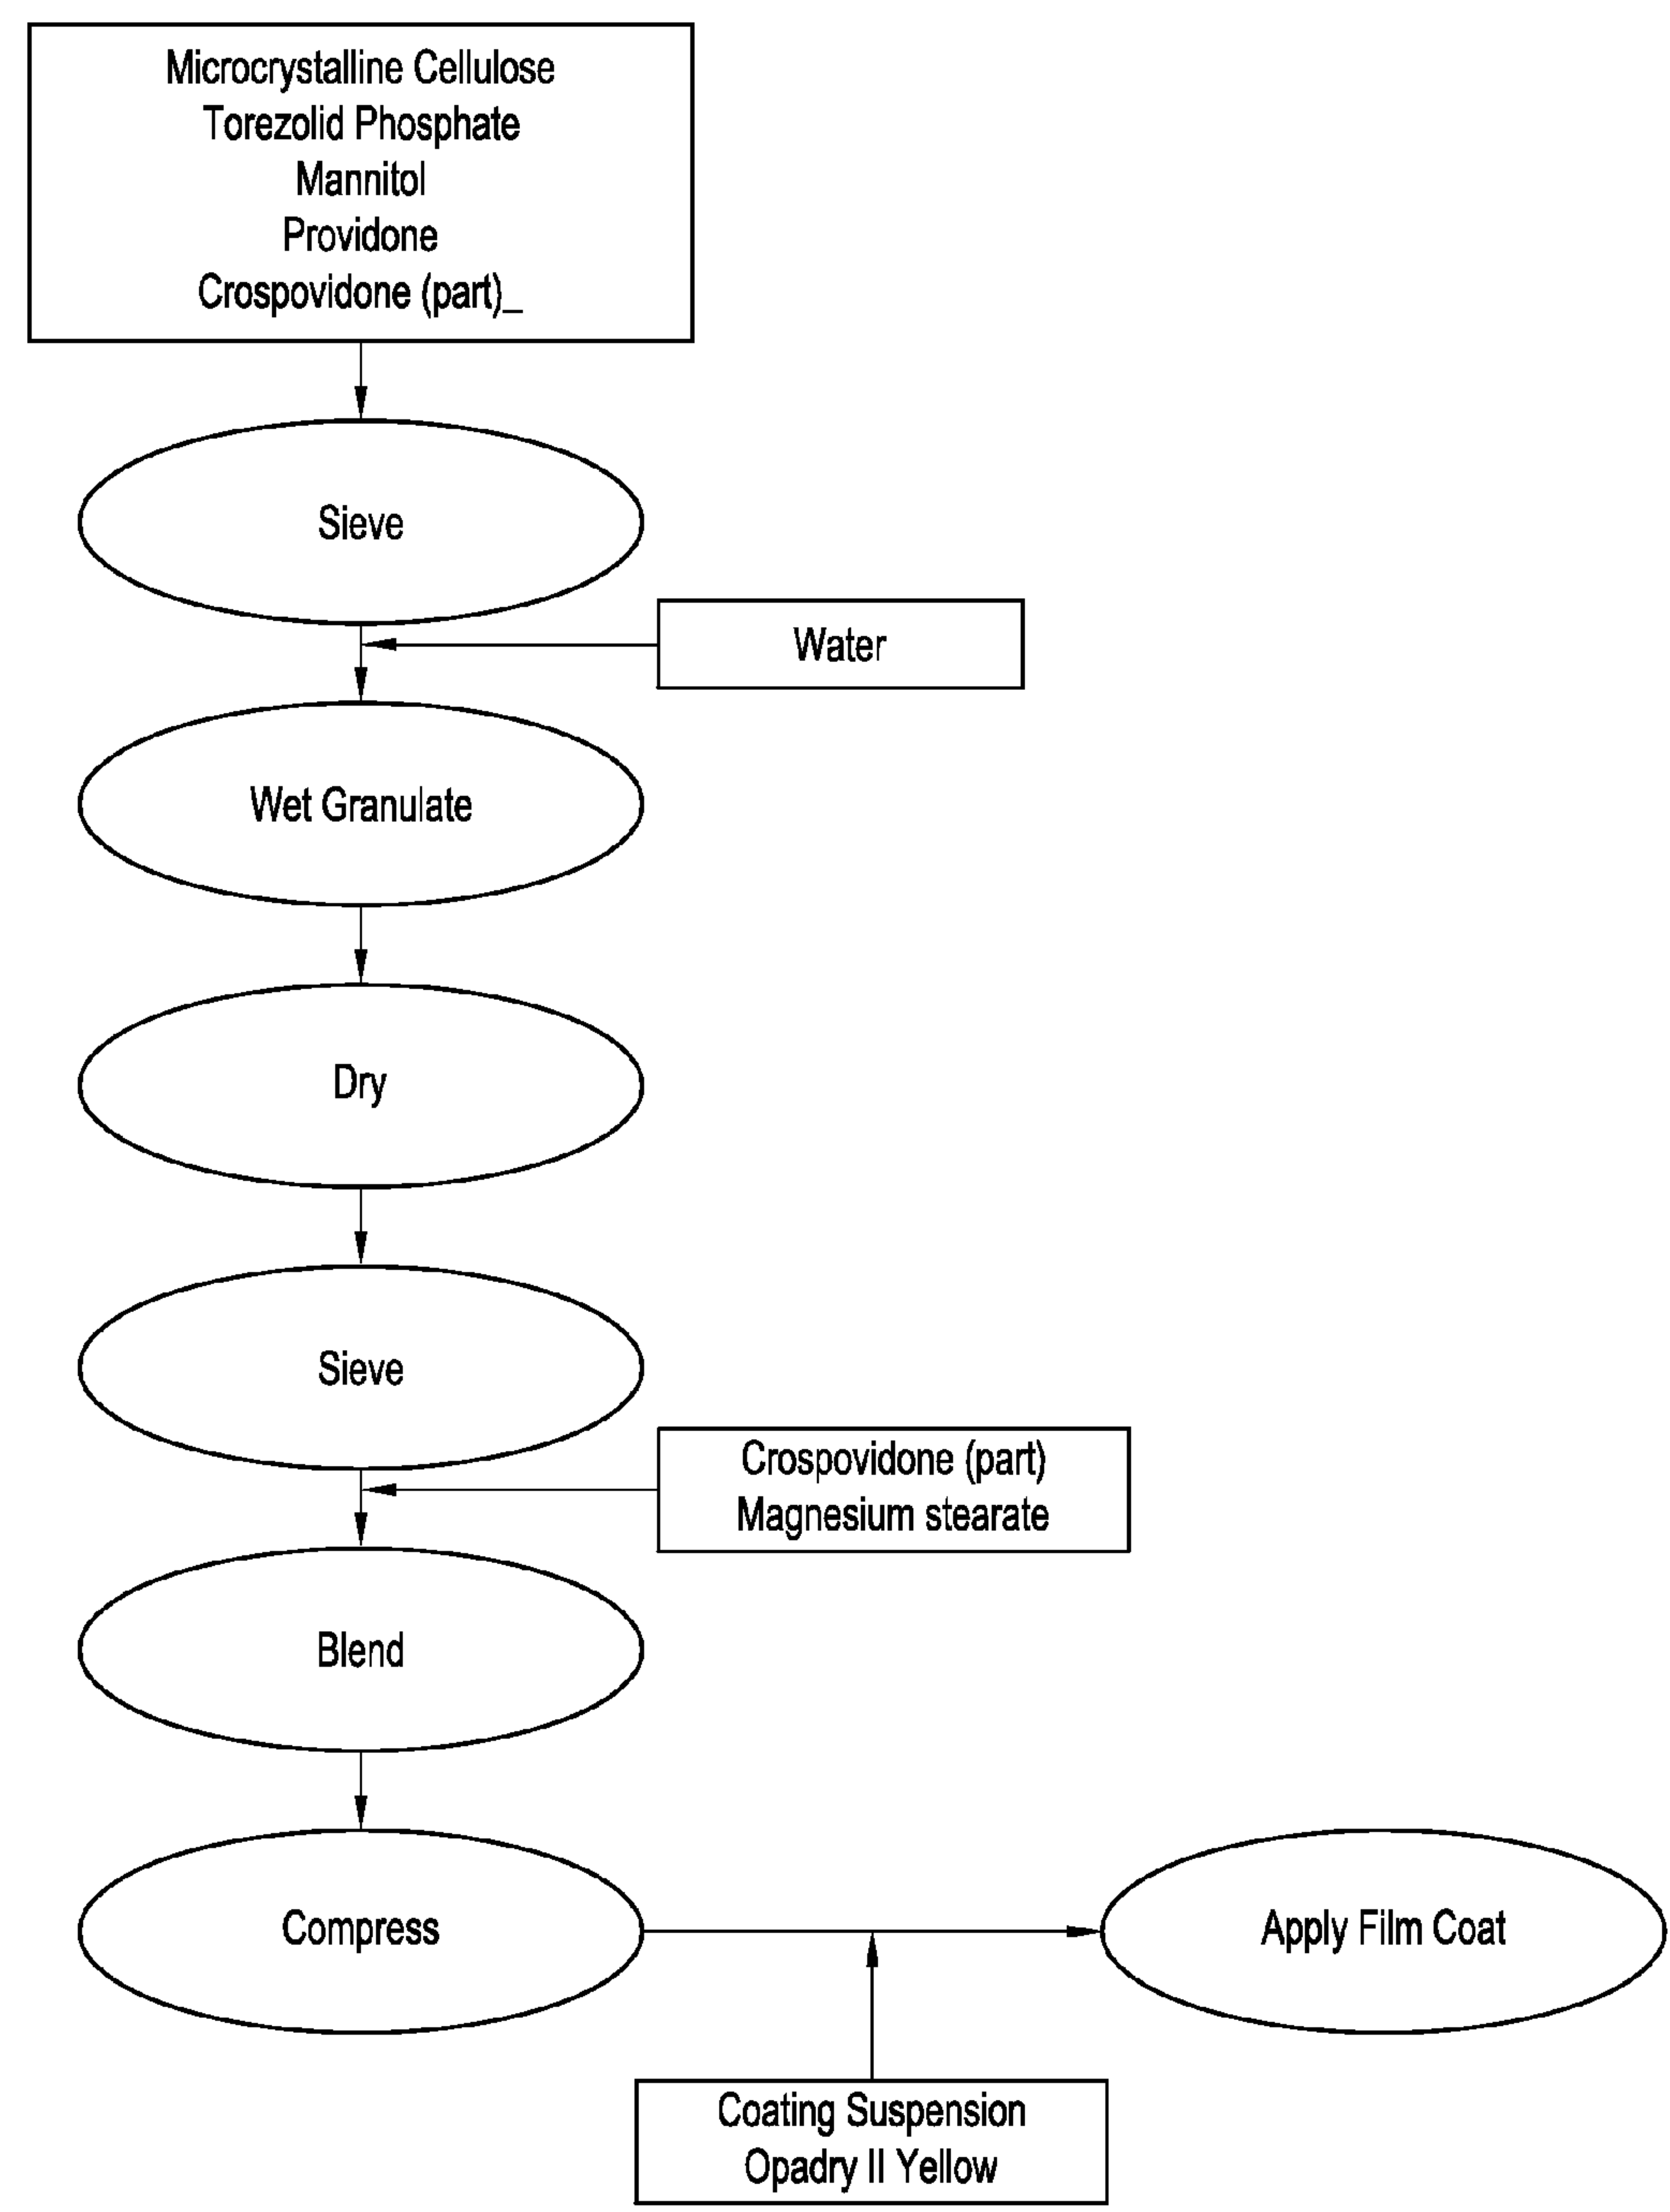 Microcrystalline Cellulose
Torezolid Phosphate
Mannitol
Providone
Crospovidone (part)_
Sieve
Water
Wet Granulate
Dry
Sieve
Crospovidone (part)
Magnesium stearate
Blend
Compress
Apply Film Coat
Coating Suspension
Opadry II Yellow